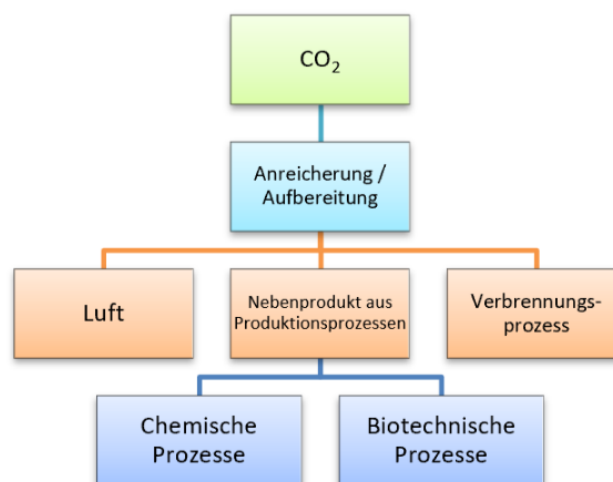 CO₂
Anreicherung /
Aufbereitung
Luft
Nebenprodukt aus
Produktionsprozessen
Verbrennungs-
prozess
Chemische
Prozesse
Biotechnische
Prozesse